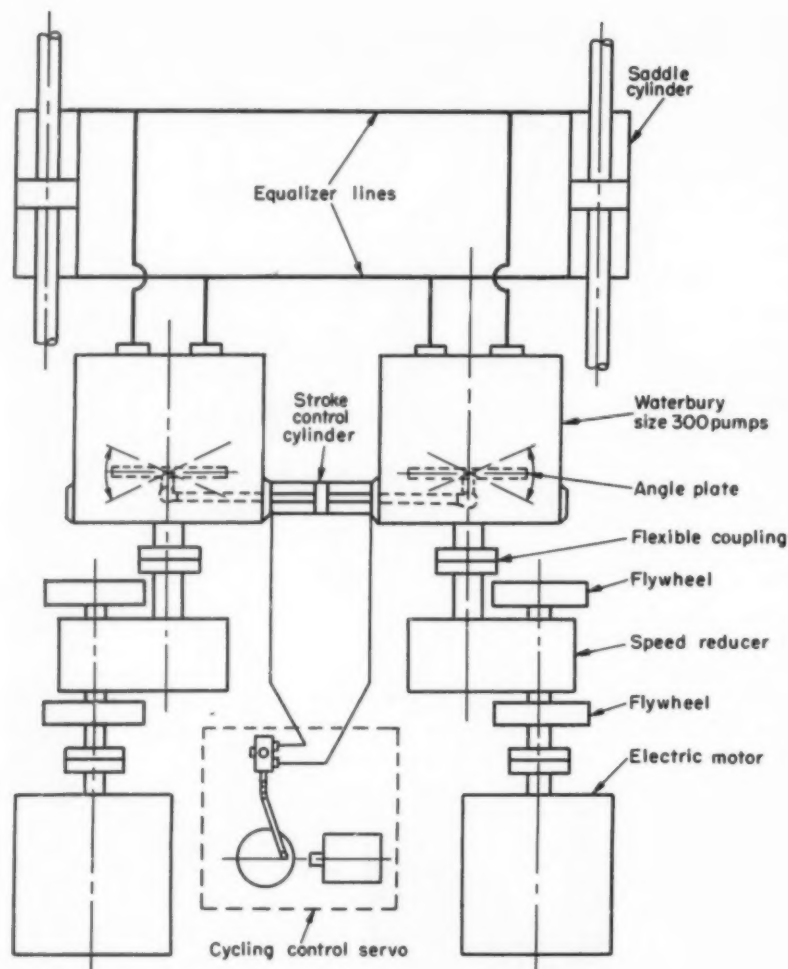 Saddle
cylinder
Equalizer lines
Stroke
control
cylinder
Waterbury
size 300 pumps
Angle plate
Flexible coupling
Flywheel
Speed reducer
Flywheel
Electric motor
Cycling control servo